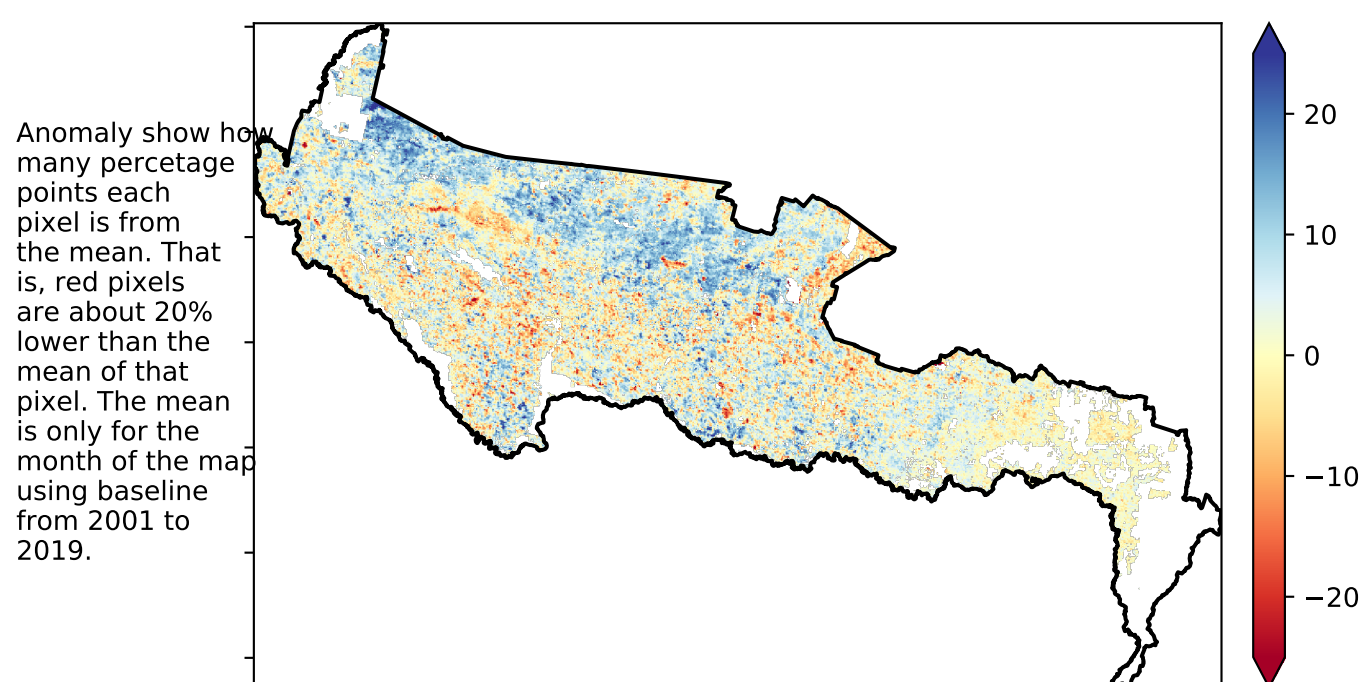 Anomaly show how
many percetage
points each
pixel is from
the mean. That
is, red pixels
are about 20%
lower than the
mean of that
pixel. The mean
is only for the
month of the map
using baseline
from 2001 to
2019.
20
10
0
−10
−20